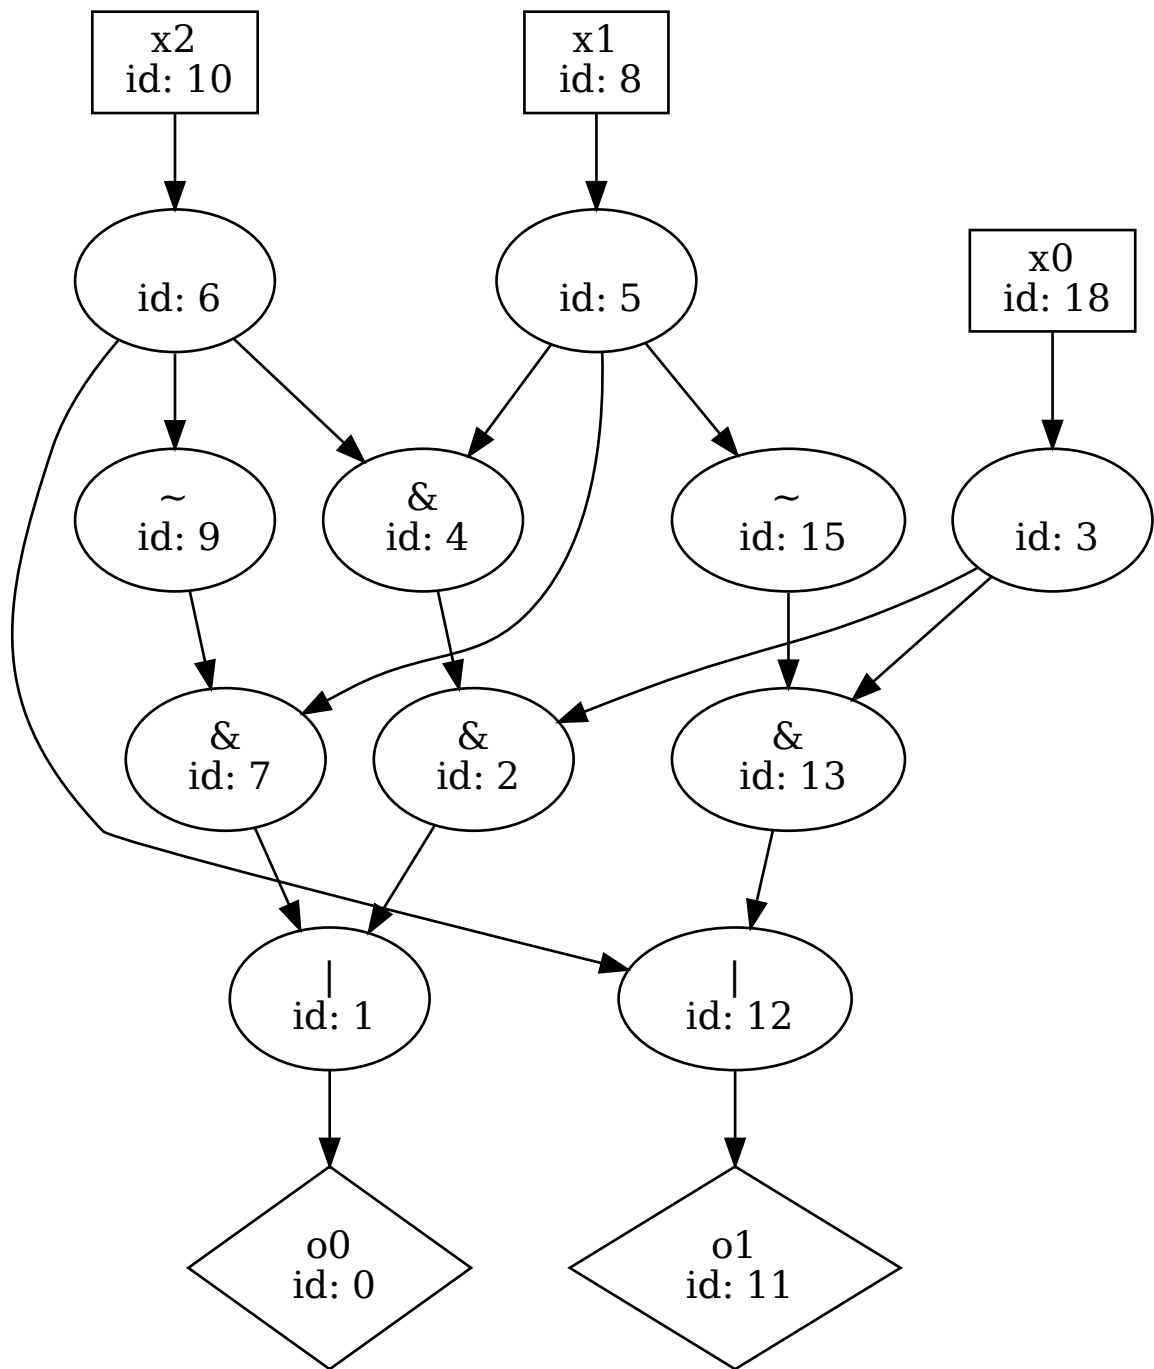 x2
id: 10
x1
id: 8
id: 6
id: 5
x0
id: 18
~
id: 9
&
id: 4
~
id: 15
id: 3
&
id: 7
&
id: 2
&
id: 13
|
id: 1
|
id: 12
o0
id: 0
o1
id: 11